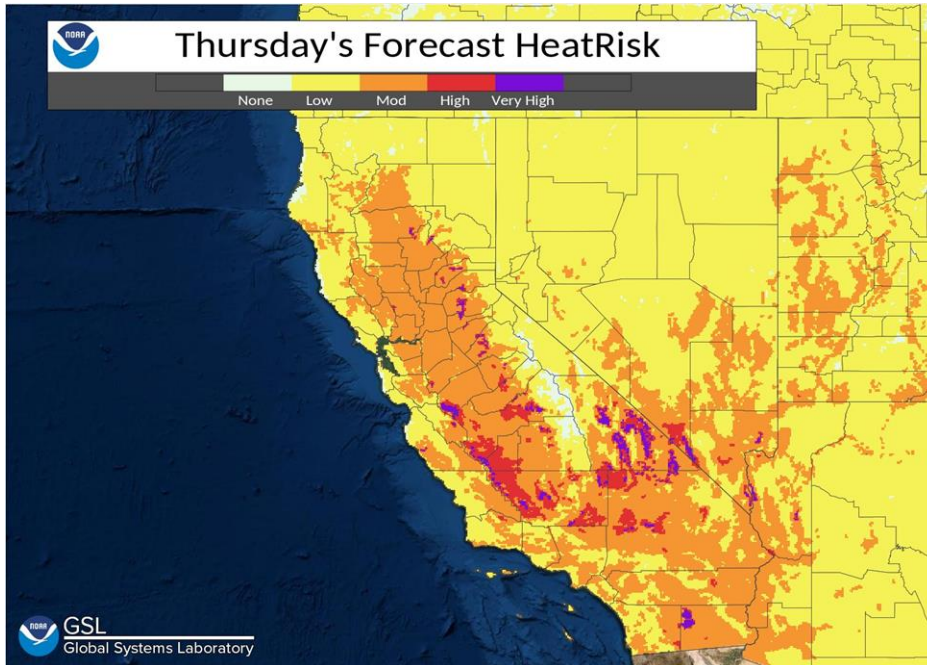 NOAA
Thursday's Forecast HeatRisk
None Low Mod High Very High
NOAA
GSL
Global Systems Laboratory